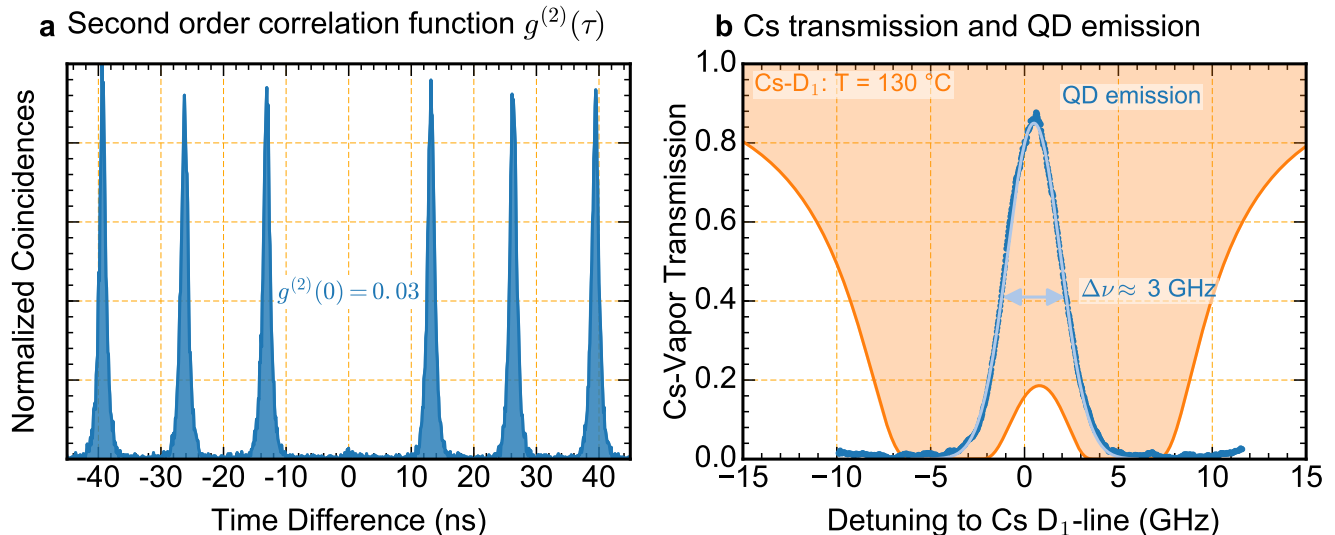 a Second order correlation function g⁽²⁾(τ)
Normalized Coincidences
g⁽²⁾(0) = 0.03
-40 -30 -20 -10 0 10 20 30 40
Time Difference (ns)
b Cs transmission and QD emission
Cs-Vapor Transmission
1.0
0.8
0.6
0.4
0.2
0.0
Cs-D₁: T = 130 °C
QD emission
Δν ≈ 3 GHz
−15 −10 −5 0 5 10 15
Detuning to Cs D₁-line (GHz)